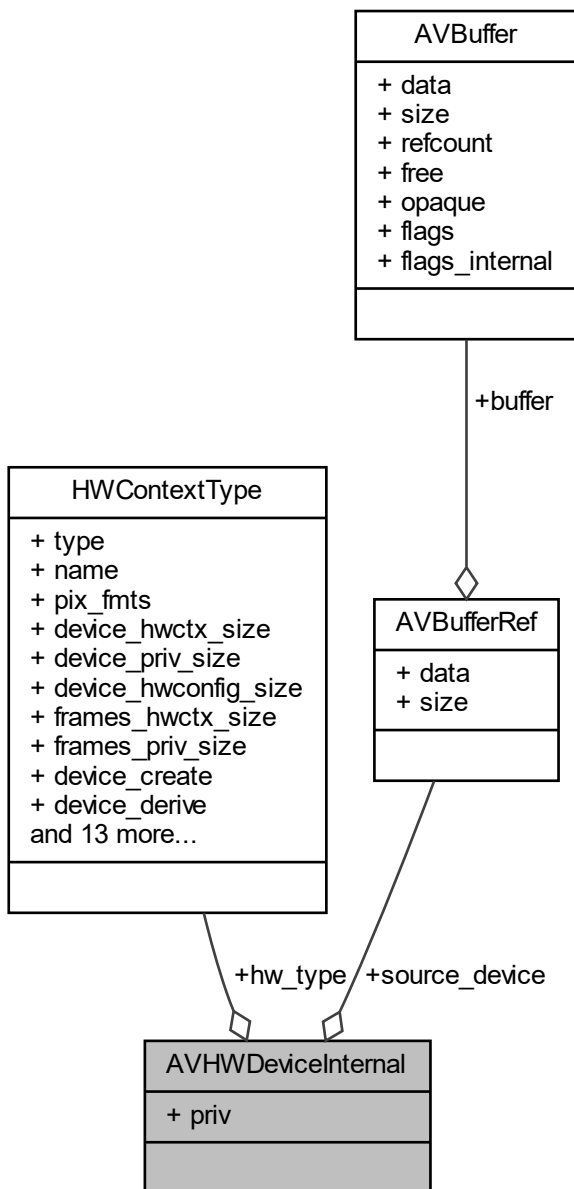 AVBuffer
+ data
+ size
+ refcount
+ free
+ opaque
+ flags
+ flags_internal
+buffer
HWContextType
+ type
+ name
+ pix_fmts
+ device_hwctx_size
+ device_priv_size
+ device_hwconfig_size
+ frames_hwctx_size
+ frames_priv_size
+ device_create
+ device_derive
and 13 more...
AVBufferRef
+ data
+ size
+hw_type
+source_device
AVHWDeviceInternal
+ priv